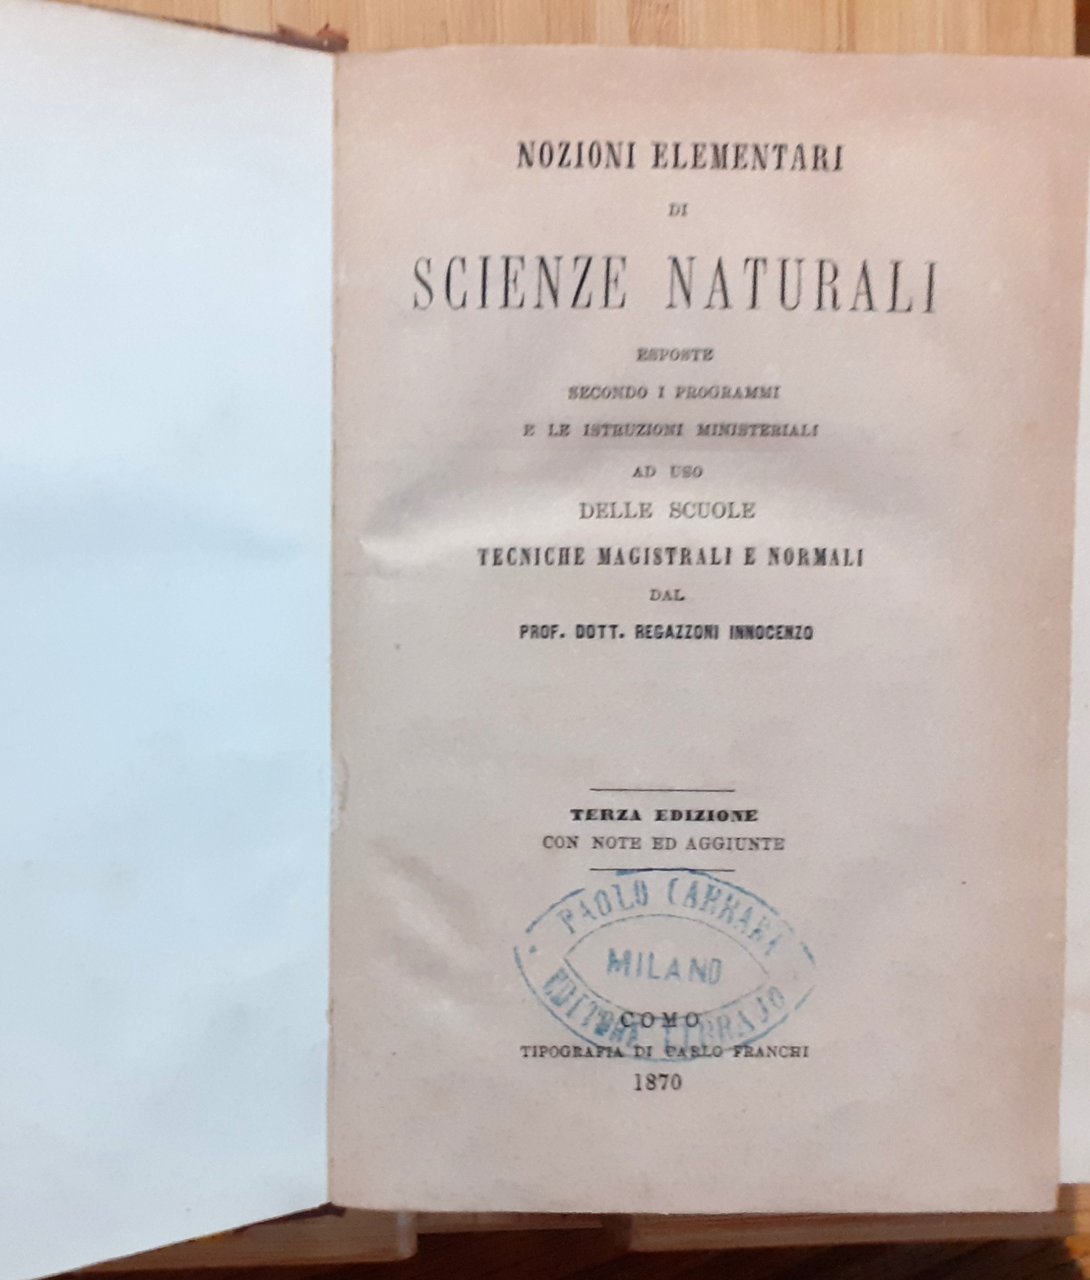 NOZIONI ELEMENTARI
DI
SCIENZE NATURALI
ESPOSTE
SECONDO I PROGRAMMI
E LE ISTRUZIONI MINISTERIALI
AD USO
DELLE SCUOLE
TECNICHE MAGISTRALI E NORMALI
DAL
PROF. DOTT. REGAZZONI INNOCENZO
TERZA EDIZIONE
CON NOTE ED AGGIUNTE
PAOLO CARRARA
MILANO
EDITORE LIBRAJO
COMO
TIPOGRAFIA DI CARLO FRANCHI
1870